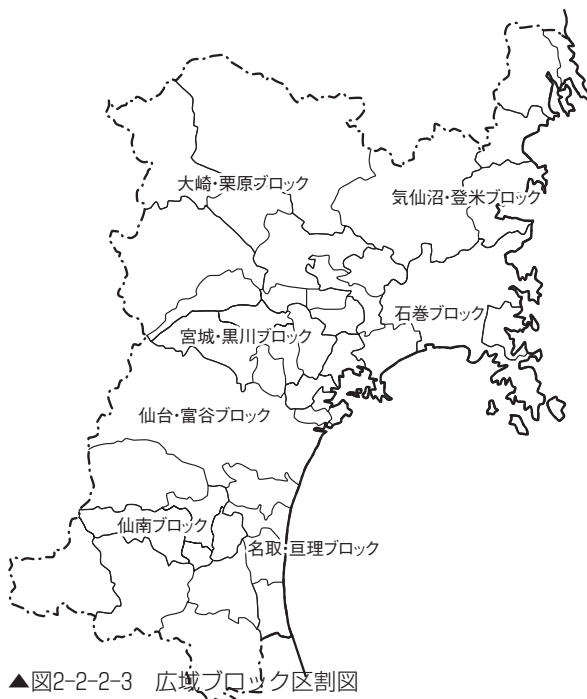 大崎・栗原ブロック
気仙沼・登米ブロック
石巻ブロック
宮城・黒川ブロック
仙台・富谷ブロック
仙南ブロック
名取・亘理ブロック
▲図2-2-2-3　広域ブロック区割図